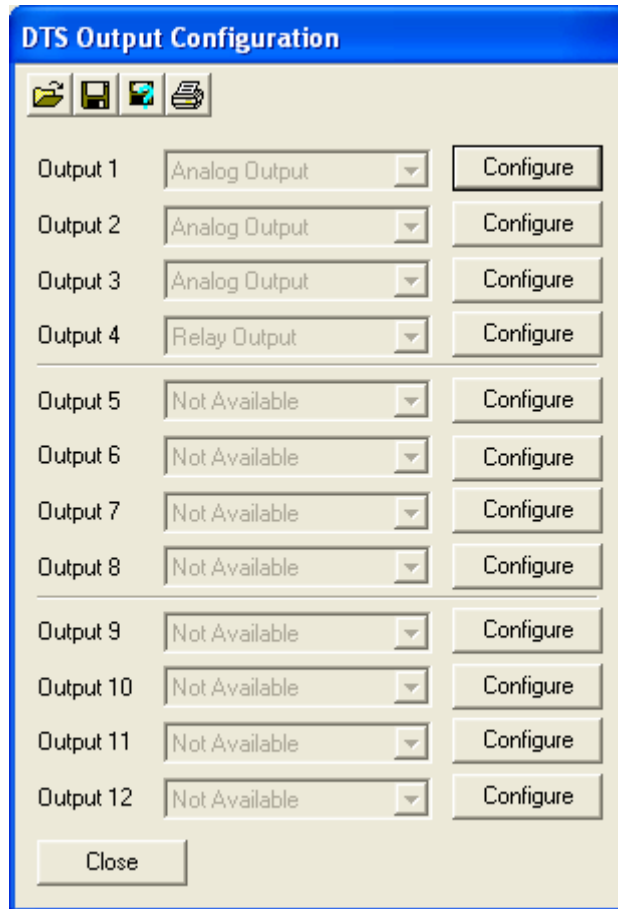 DTS Output Configuration
Output 1 Analog Output Configure
Output 2 Analog Output Configure
Output 3 Analog Output Configure
Output 4 Relay Output Configure
Output 5 Not Available Configure
Output 6 Not Available Configure
Output 7 Not Available Configure
Output 8 Not Available Configure
Output 9 Not Available Configure
Output 10 Not Available Configure
Output 11 Not Available Configure
Output 12 Not Available Configure
Close